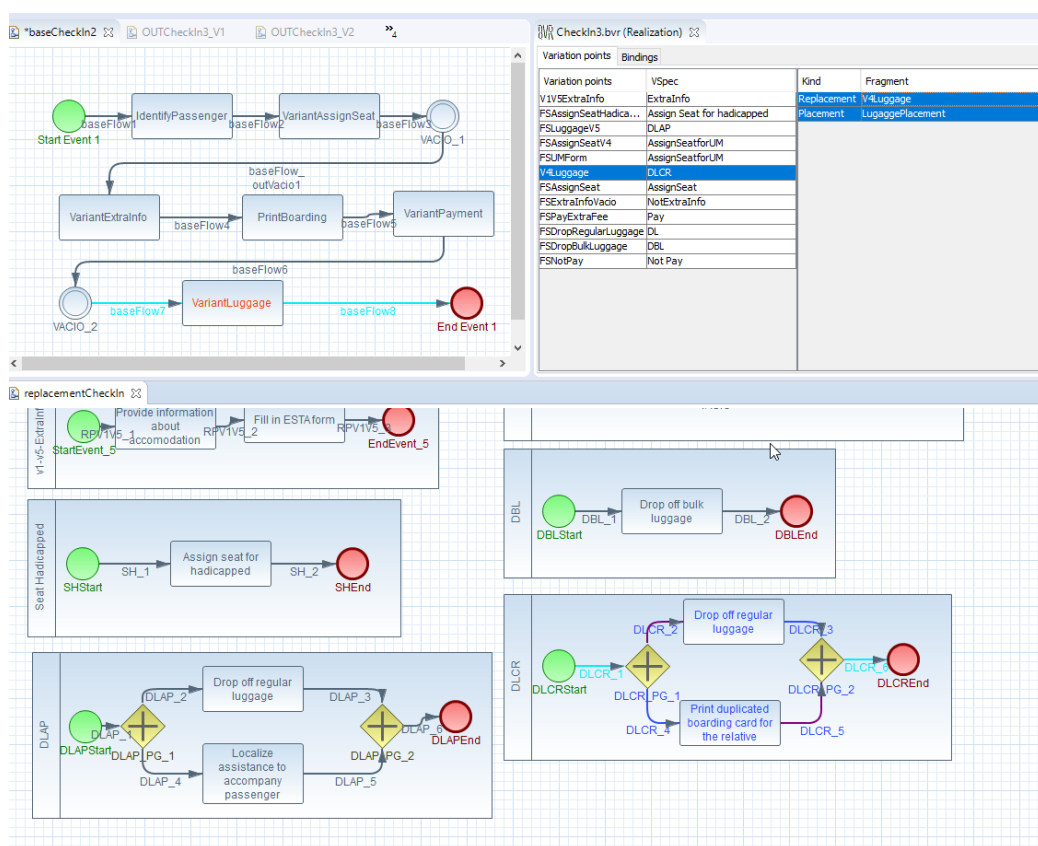 *baseCheckIn2
OUTCheckIn3_V1
OUTCheckIn3_V2
»4
CheckIn3.bvr (Realization)
Variation points Bindings
Variation points VSpec Kind Fragment
V1V5ExtraInfo ExtraInfo Replacement V4Luggage
FSAssignSeatHadica... Assign Seat for hadicapped Placement LugaggePlacement
FSLuggageV5 DLAP
FSAssignSeatV4 AssignSeatforUM
FSUMForm AssignSeatforUM
V4Luggage DLCR
FSAssignSeat AssignSeat
FSExtraInfoVacio NotExtraInfo
FSPayExtraFee Pay
FSDropRegularLuggage DL
FSDropBulkLuggage DBL
FSNotPay Not Pay
Start Event 1
baseFlow1
IdentifyPassenger
baseFlow2
VariantAssignSeat
baseFlow3
VACIO_1
baseFlow_
outVacio1
VariantExtraInfo
baseFlow4
PrintBoarding
baseFlow5
VariantPayment
baseFlow6
VACIO_2
baseFlow7
VariantLuggage
baseFlow8
End Event 1
replacementCheckIn
v1-v5-ExtraInf
StartEvent_5
RPV1V5_1
Provide information
about
accomodation
RPV1V5_2
Fill in ESTA form
EndEvent_5
Seat Hadicapped
SHStart
SH_1
Assign seat for
hadicapped
SH_2
SHEnd
DLAP
DLAPStart
DLAP_1
DLAP_PG_1
DLAP_2
Drop off regular
luggage
DLAP_3
DLAP_4
Localize
assistance to
accompany
passenger
DLAP_5
DLAP_PG_2
DLAP_6
DLAPEnd
DBL
DBLStart
DBL_1
Drop off bulk
luggage
DBL_2
DBLEnd
DLCR
DLCRStart
DLCR_1
DLCR_PG_1
DLCR_2
Drop off regular
luggage
DLCR_3
DLCR_4
Print duplicated
boarding card for
the relative
DLCR_5
DLCR_PG_2
DLCR_6
DLCREnd